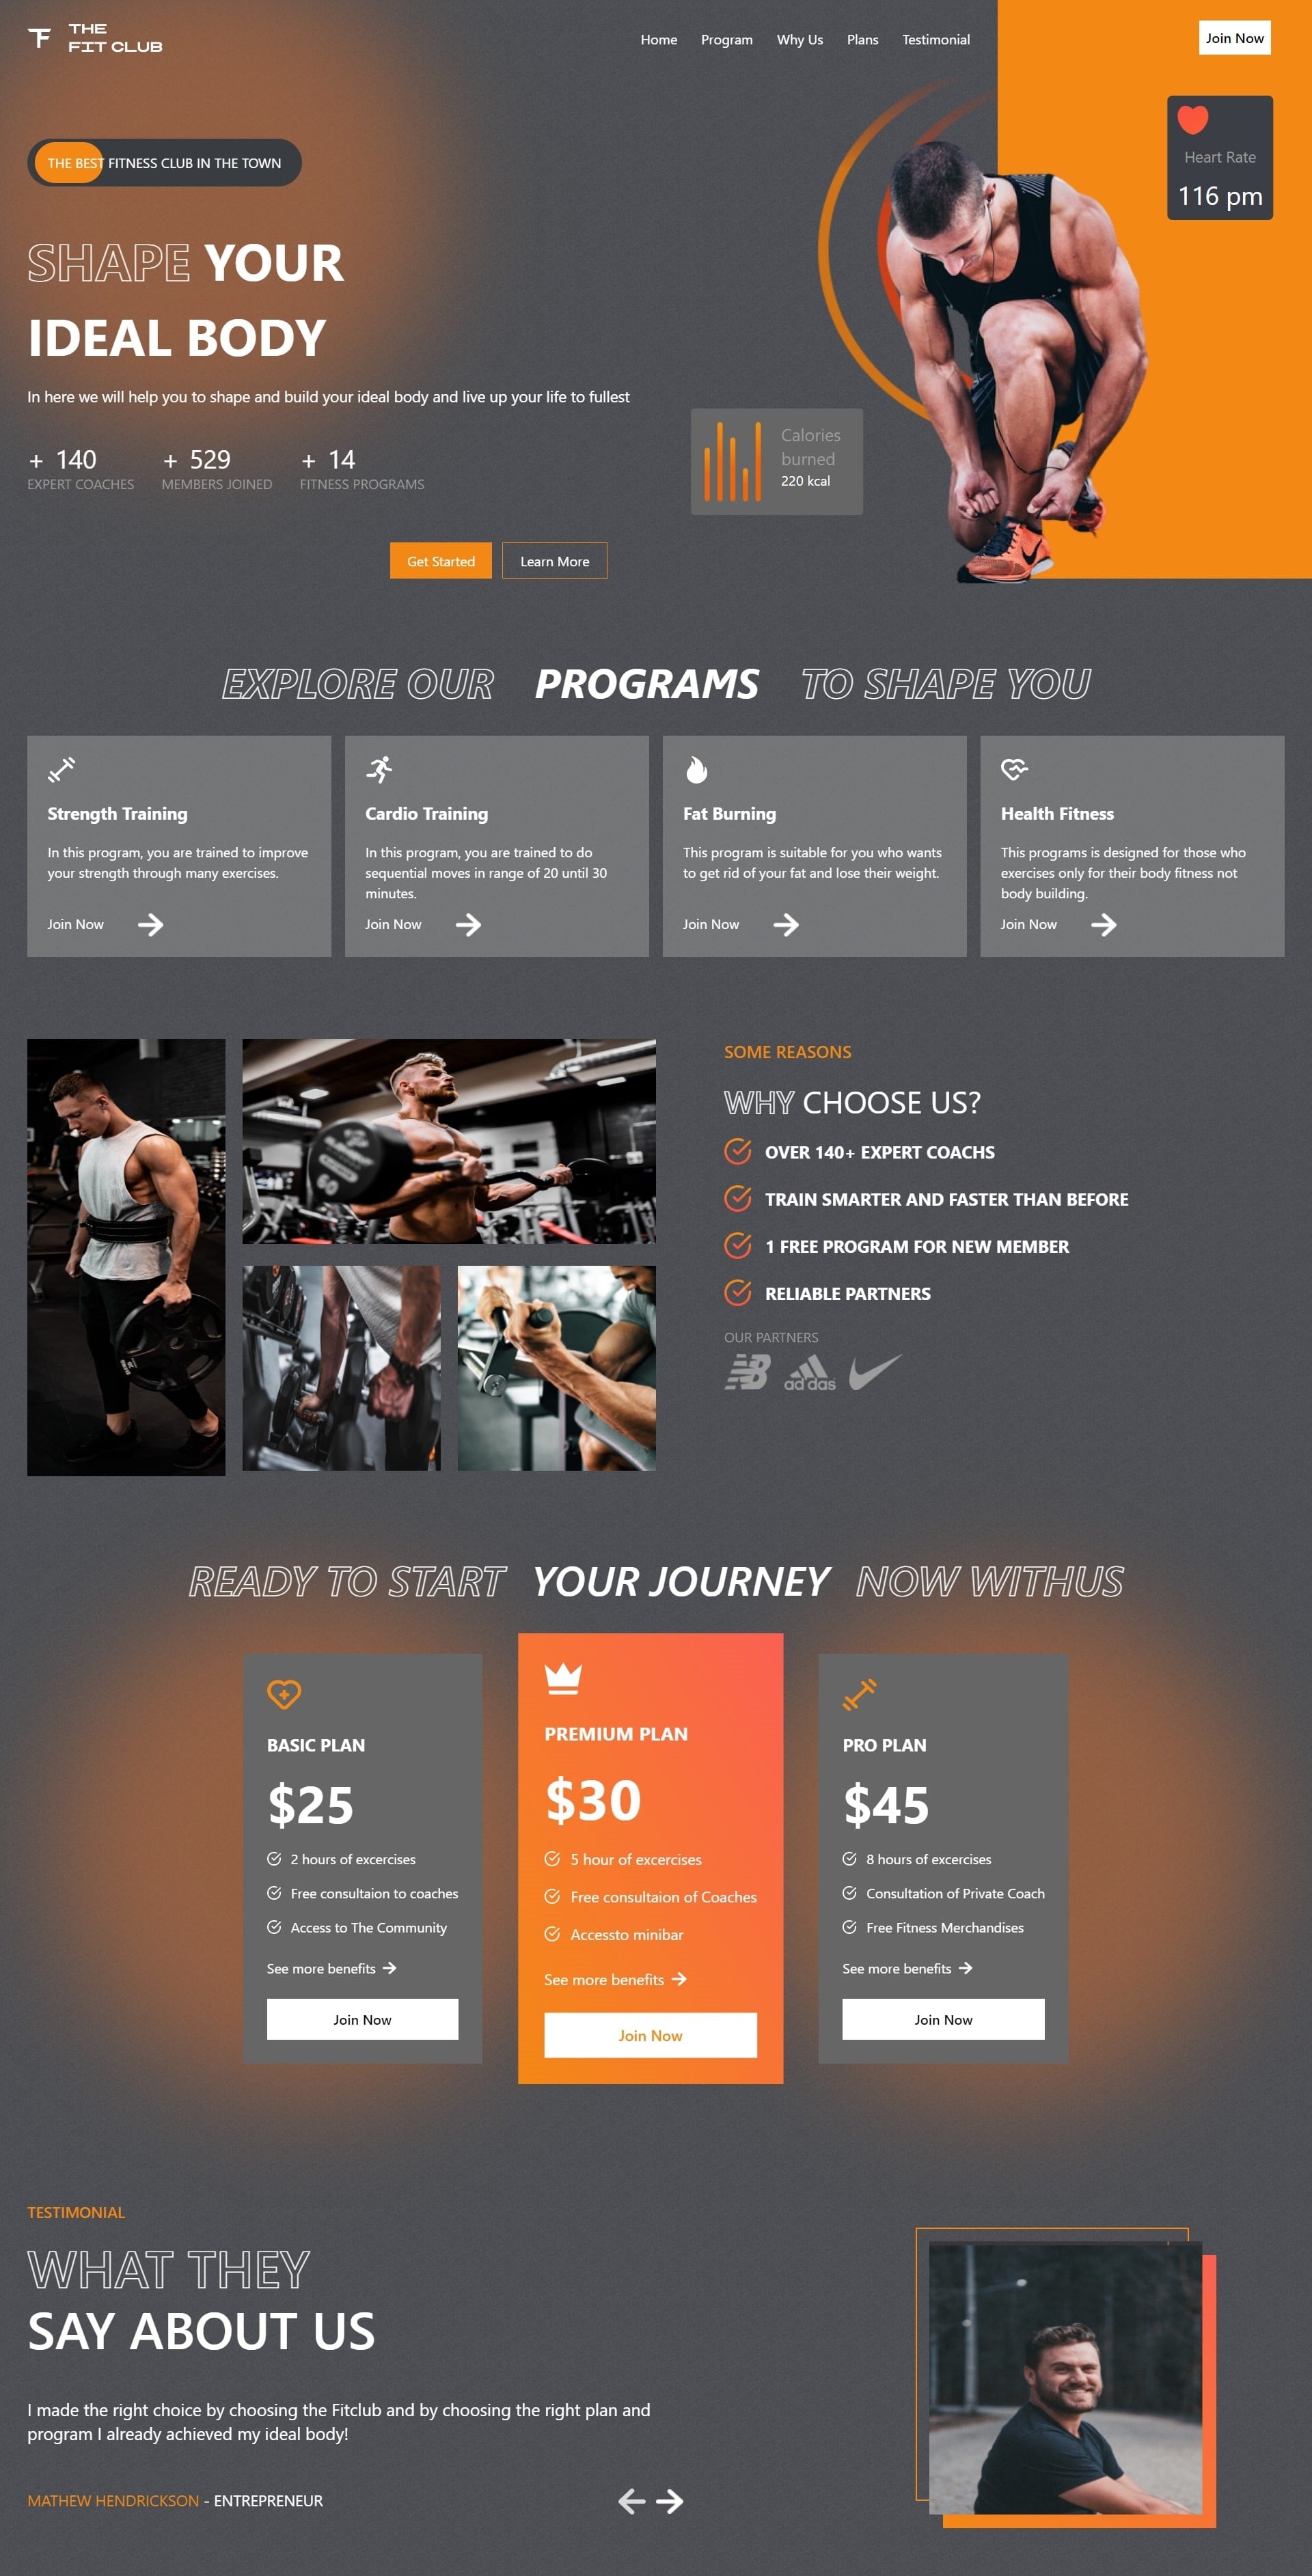 THE
FIT CLUB
Home Program Why Us Plans Testimonial
Join Now
THE BEST FITNESS CLUB IN THE TOWN
Heart Rate
116 pm
SHAPE YOUR
IDEAL BODY
In here we will help you to shape and build your ideal body and live up your life to fullest
Calories
burned
220 kcal
+ 140 + 529 + 14
EXPERT COACHES MEMBERS JOINED FITNESS PROGRAMS
Get Started Learn More
EXPLORE OUR PROGRAMS TO SHAPE YOU
Strength Training
In this program, you are trained to improve
your strength through many exercises.
Join Now
Cardio Training
In this program, you are trained to do
sequential moves in range of 20 until 30
minutes.
Join Now
Fat Burning
This program is suitable for you who wants
to get rid of your fat and lose their weight.
Join Now
Health Fitness
This programs is designed for those who
exercises only for their body fitness not
body building.
Join Now
SOME REASONS
WHY CHOOSE US?
OVER 140+ EXPERT COACHS
TRAIN SMARTER AND FASTER THAN BEFORE
1 FREE PROGRAM FOR NEW MEMBER
RELIABLE PARTNERS
OUR PARTNERS
NB adidas
READY TO START YOUR JOURNEY NOW WITHUS
BASIC PLAN
$25
2 hours of excercises
Free consultaion to coaches
Access to The Community
See more benefits
Join Now
PREMIUM PLAN
$30
5 hour of excercises
Free consultaion of Coaches
Accessto minibar
See more benefits
Join Now
PRO PLAN
$45
8 hours of excercises
Consultation of Private Coach
Free Fitness Merchandises
See more benefits
Join Now
TESTIMONIAL
WHAT THEY
SAY ABOUT US
I made the right choice by choosing the Fitclub and by choosing the right plan and
program I already achieved my ideal body!
MATHEW HENDRICKSON - ENTREPRENEUR